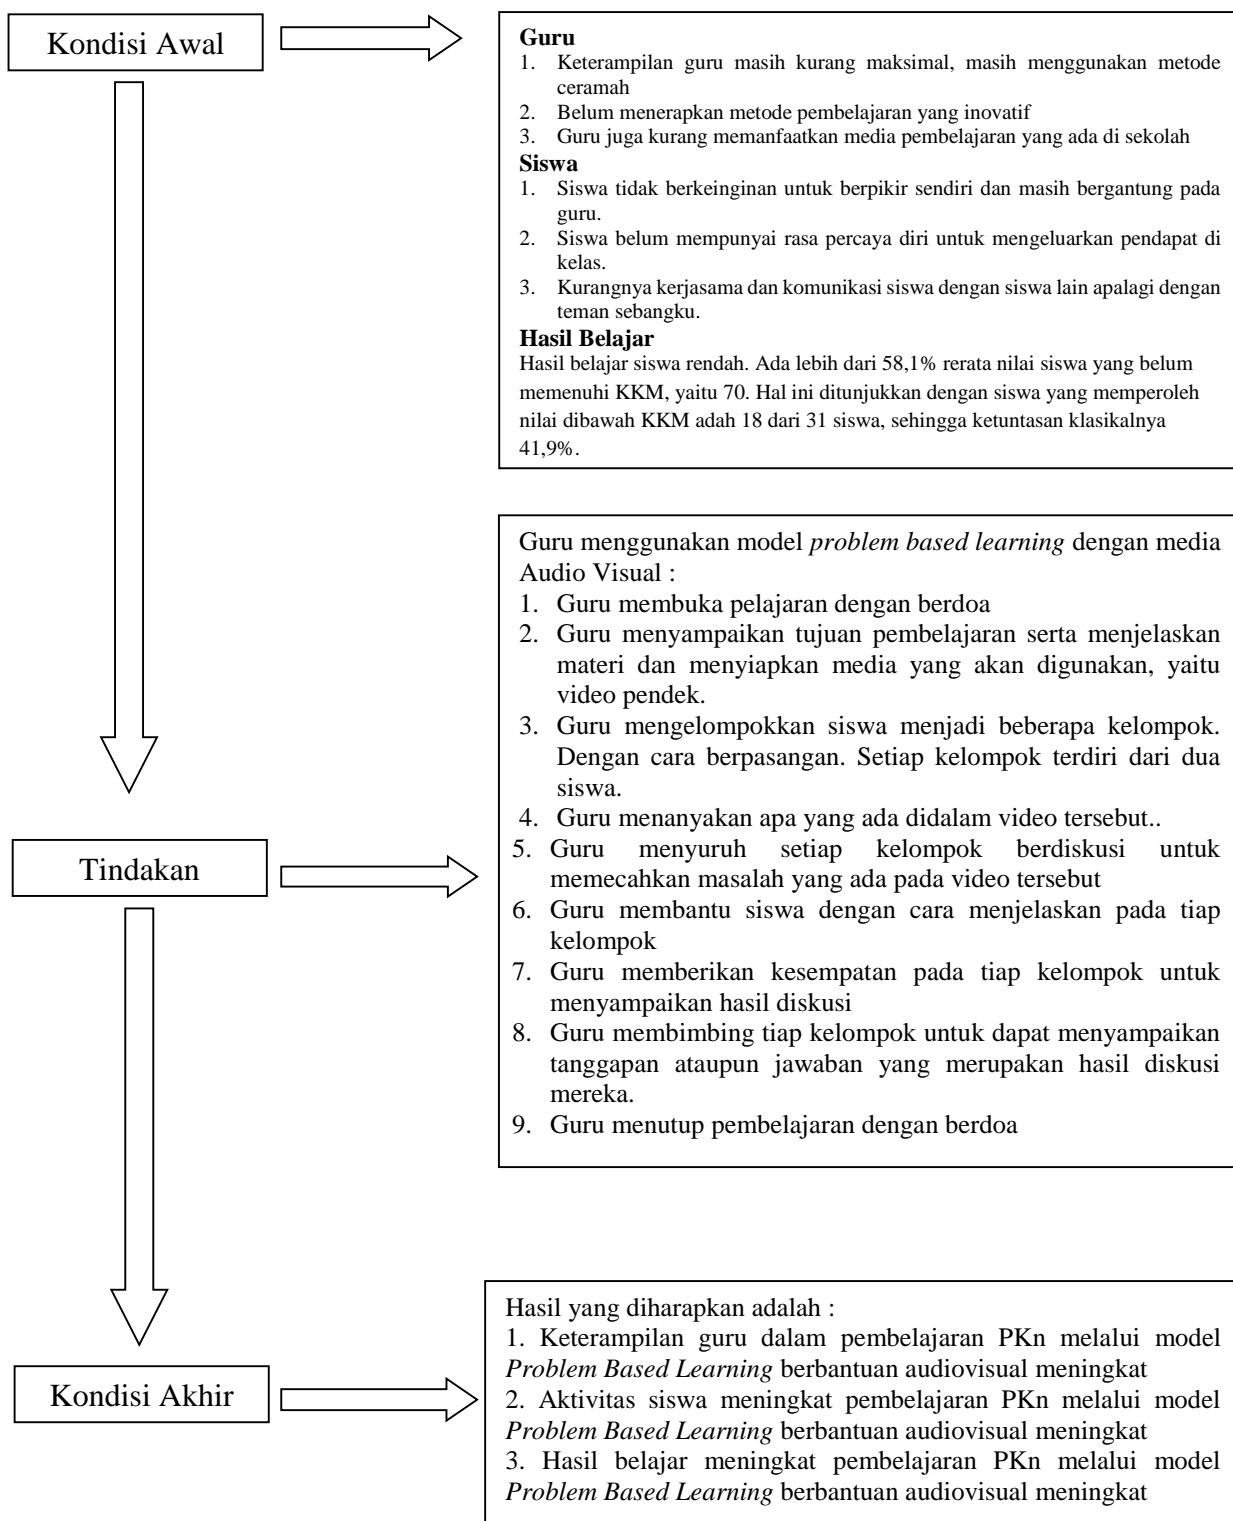 Kondisi Awal
Guru
1. Keterampilan guru masih kurang maksimal, masih menggunakan metode
ceramah
2. Belum menerapkan metode pembelajaran yang inovatif
3. Guru juga kurang memanfaatkan media pembelajaran yang ada di sekolah
Siswa
1. Siswa tidak berkeinginan untuk berpikir sendiri dan masih bergantung pada
guru.
2. Siswa belum mempunyai rasa percaya diri untuk mengeluarkan pendapat di
kelas.
3. Kurangnya kerjasama dan komunikasi siswa dengan siswa lain apalagi dengan
teman sebangku.
Hasil Belajar
Hasil belajar siswa rendah. Ada lebih dari 58,1% rerata nilai siswa yang belum
memenuhi KKM, yaitu 70. Hal ini ditunjukkan dengan siswa yang memperoleh
nilai dibawah KKM adah 18 dari 31 siswa, sehingga ketuntasan klasikalnya
41,9%.
Tindakan
Guru menggunakan model problem based learning dengan media
Audio Visual :
1. Guru membuka pelajaran dengan berdoa
2. Guru menyampaikan tujuan pembelajaran serta menjelaskan
materi dan menyiapkan media yang akan digunakan, yaitu
video pendek.
3. Guru mengelompokkan siswa menjadi beberapa kelompok.
Dengan cara berpasangan. Setiap kelompok terdiri dari dua
siswa.
4. Guru menanyakan apa yang ada didalam video tersebut..
5. Guru menyuruh setiap kelompok berdiskusi untuk
memecahkan masalah yang ada pada video tersebut
6. Guru membantu siswa dengan cara menjelaskan pada tiap
kelompok
7. Guru memberikan kesempatan pada tiap kelompok untuk
menyampaikan hasil diskusi
8. Guru membimbing tiap kelompok untuk dapat menyampaikan
tanggapan ataupun jawaban yang merupakan hasil diskusi
mereka.
9. Guru menutup pembelajaran dengan berdoa
Kondisi Akhir
Hasil yang diharapkan adalah :
1. Keterampilan guru dalam pembelajaran PKn melalui model
Problem Based Learning berbantuan audiovisual meningkat
2. Aktivitas siswa meningkat pembelajaran PKn melalui model
Problem Based Learning berbantuan audiovisual meningkat
3. Hasil belajar meningkat pembelajaran PKn melalui model
Problem Based Learning berbantuan audiovisual meningkat